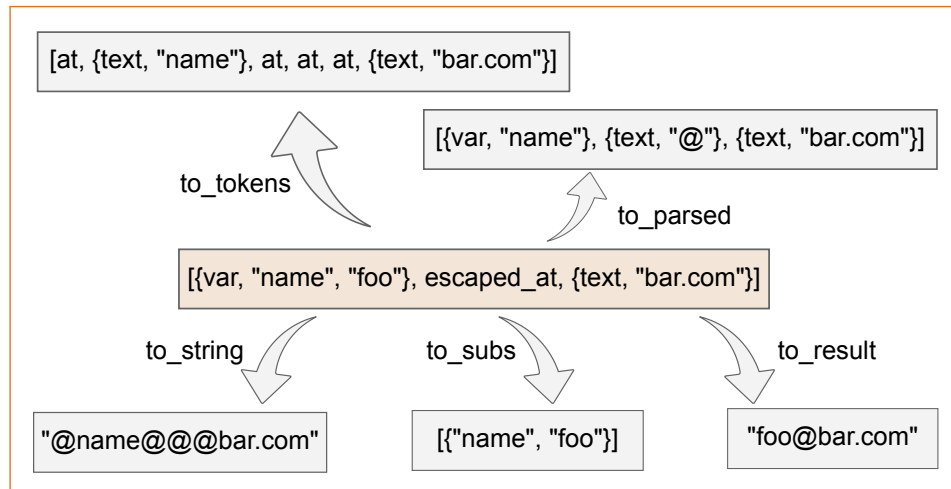 [at, {text, "name"}, at, at, at, {text, "bar.com"}]
[{var, "name"}, {text, "@"}, {text, "bar.com"}]
to_tokens
to_parsed
[{var, "name", "foo"}, escaped_at, {text, "bar.com"}]
to_string
to_subs
to_result
"@name@@@bar.com"
[{"name", "foo"}]
"foo@bar.com"